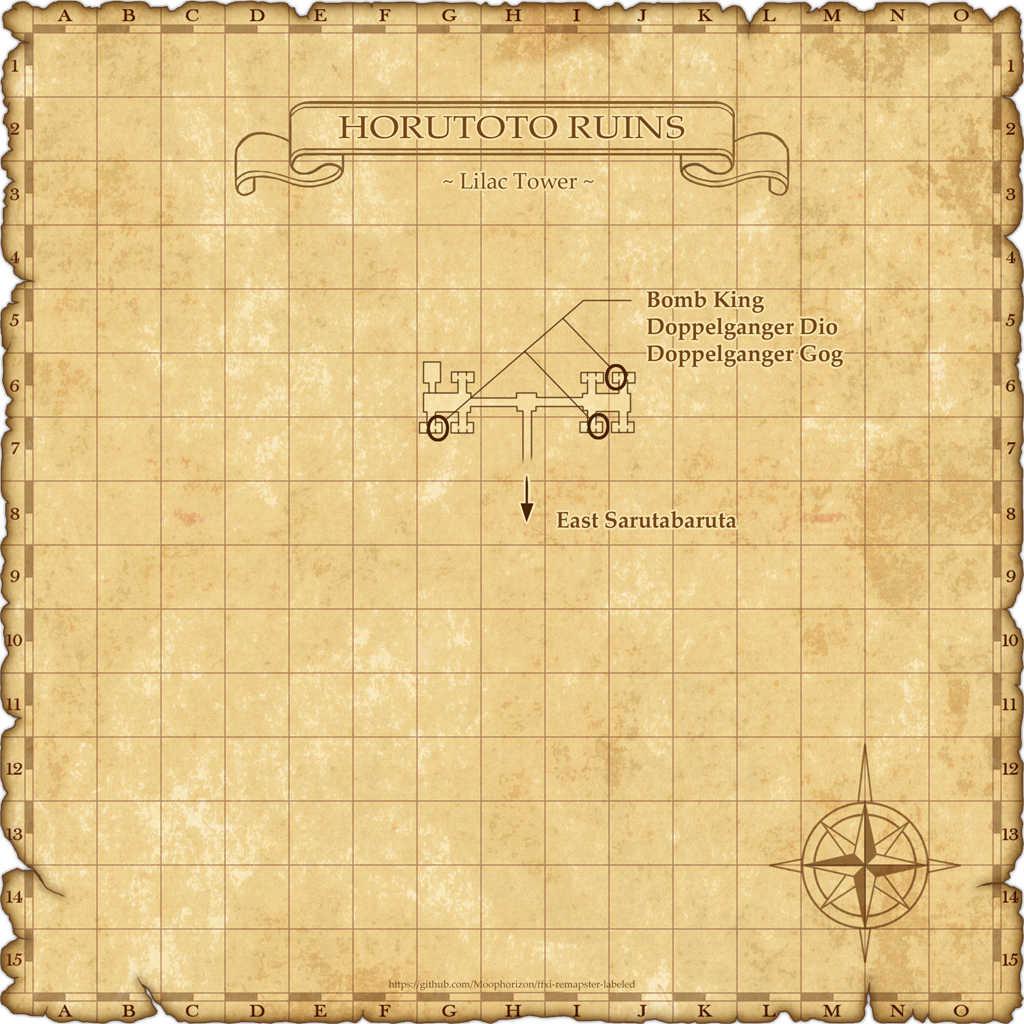 A B C D E F G H I J K L M N O
1 1
2 HORUTOTO RUINS 2
3 ~ Lilac Tower ~ 3
4 4
Bomb King
5 5
Doppelganger Dio
Doppelganger Gog
6 6
7 7
8 East Sarutabaruta 8
9 9
10 10
11 11
12 12
13 13
14 14
15 15
https://github.com/Moophorizon/ffxi-remapster-labeled
A B C D E F G H I J K L M N O